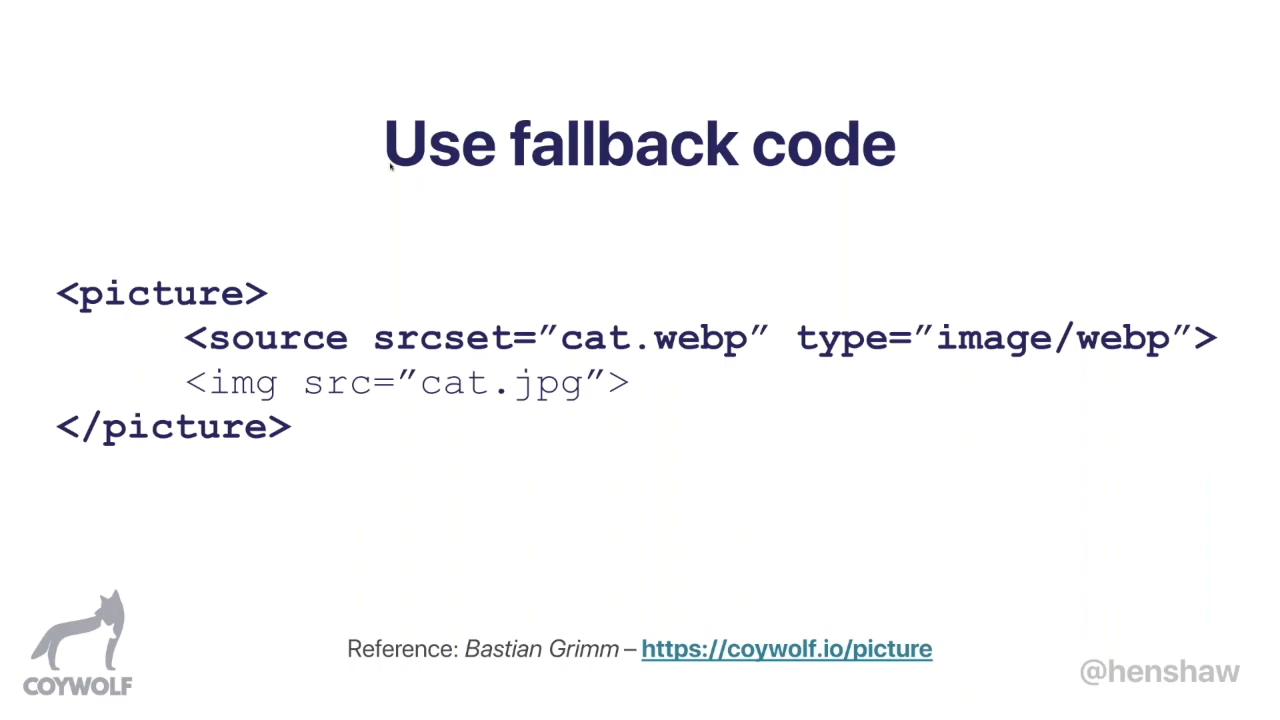 Use fallback code
<picture>
<source srcset=”cat.webp” type=”image/webp”>
<img src=”cat.jpg”>
</picture>
Reference: Bastian Grimm – https://coywolf.io/picture
COYWOLF
@henshaw